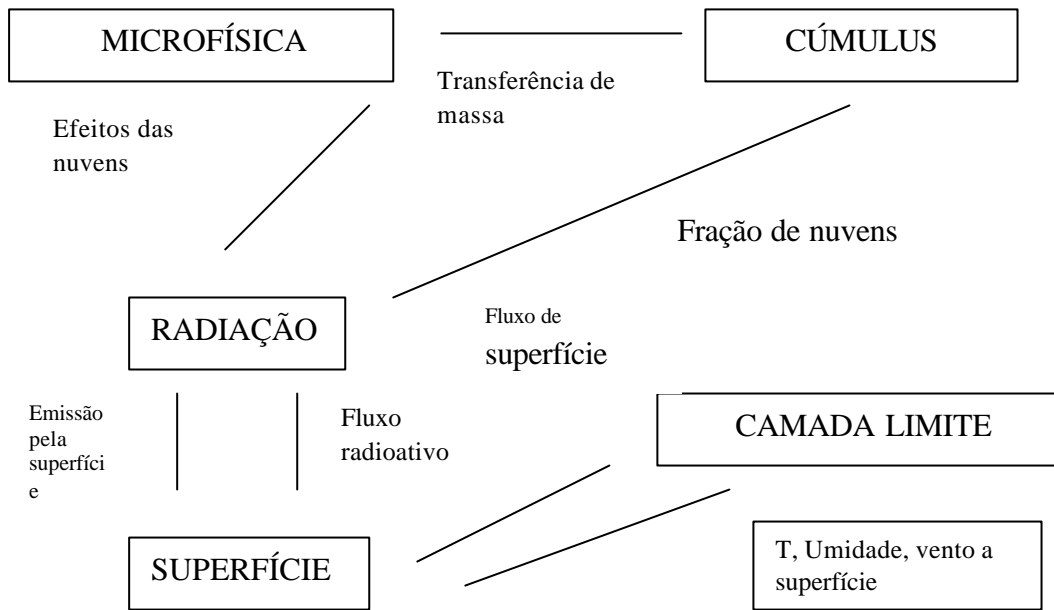 MICROFÍSICA
CÚMULUS
Transferência de
massa
Efeitos das
nuvens
Fração de nuvens
RADIAÇÃO
Fluxo de
superfície
Emissão
pela
superfíci
e
Fluxo
radioativo
CAMADA LIMITE
SUPERFÍCIE
T, Umidade, vento a
superfície